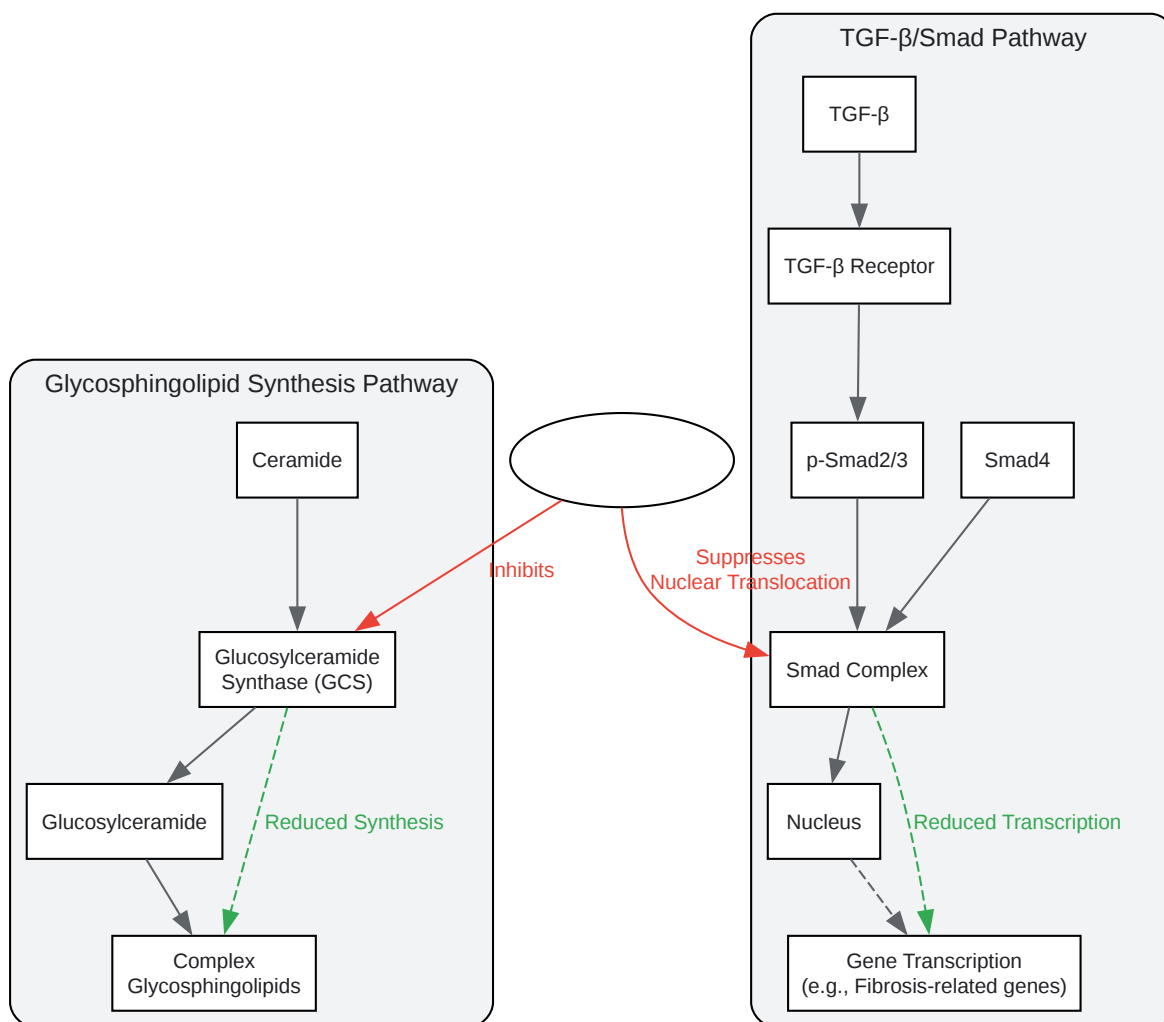 TGF-β/Smad Pathway
TGF-β
TGF-β Receptor
Glycosphingolipid Synthesis Pathway
Ceramide
p-Smad2/3
Smad4
Inhibits
Suppresses
Nuclear Translocation
Glucosylceramide
Synthase (GCS)
Smad Complex
Glucosylceramide
Reduced Synthesis
Nucleus
Reduced Transcription
Complex
Glycosphingolipids
Gene Transcription
(e.g., Fibrosis-related genes)